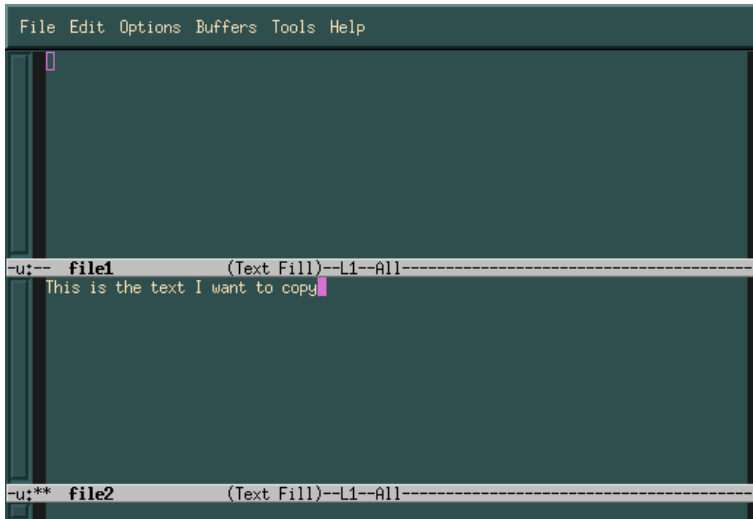 File Edit Options Buffers Tools Help
-u:-- file1 (Text Fill)--L1--All---------------------------------------
This is the text I want to copy
-u:** file2 (Text Fill)--L1--All---------------------------------------